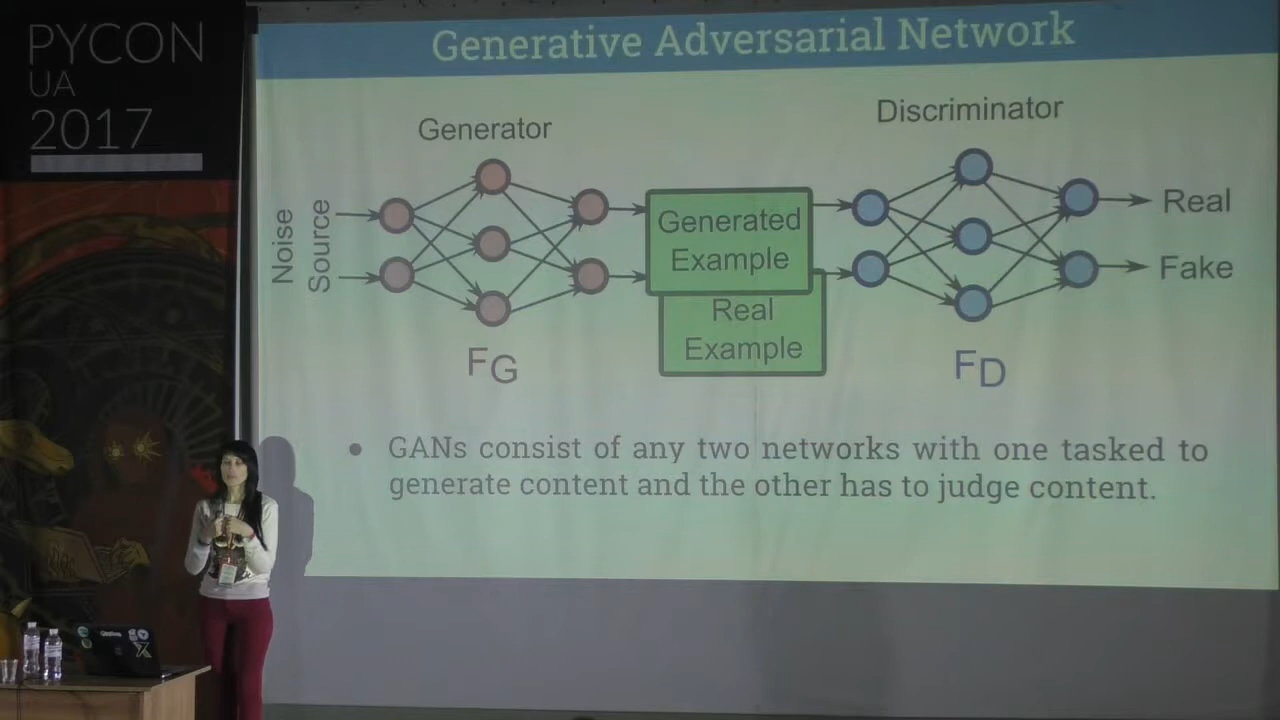 PYCON
UA
2017
Generative Adversarial Network
Generator
Discriminator
Noise
Source
Generated
Example
Real
Example
Real
Fake
FG
FD
● GANs consist of any two networks with one tasked to
generate content and the other has to judge content.